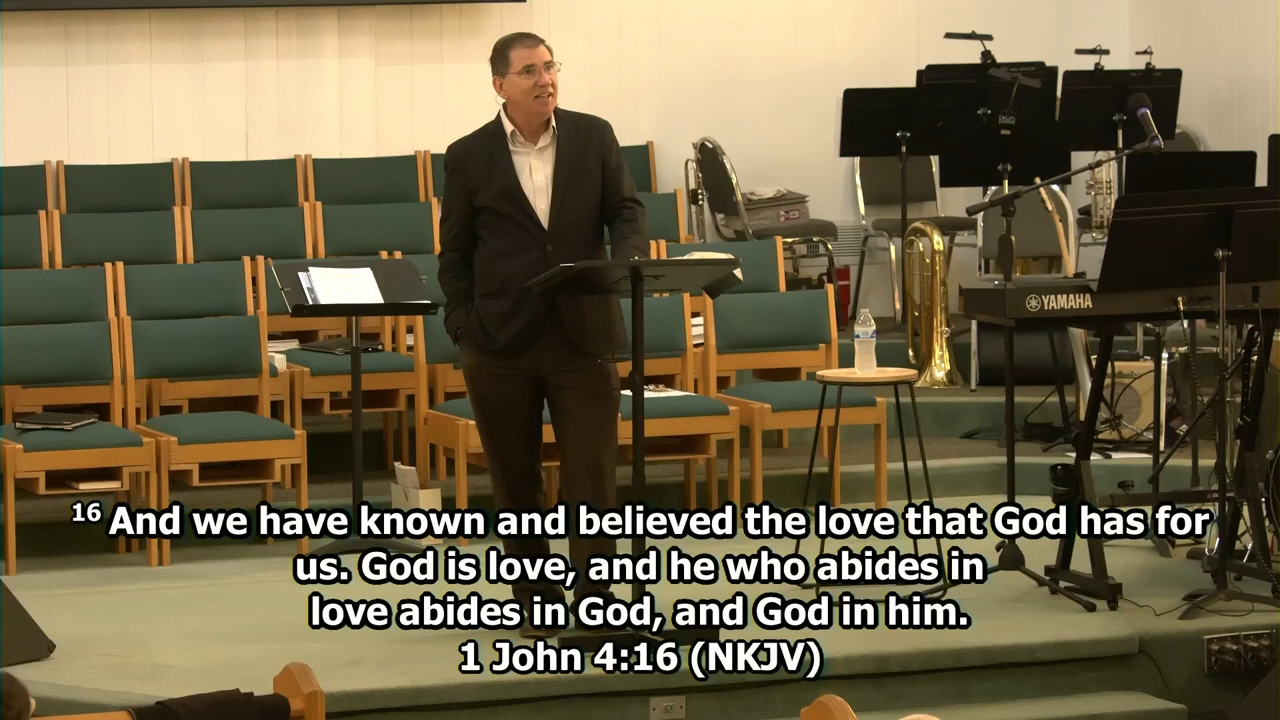 YAMAHA
16 And we have known and believed the love that God has for
us. God is love, and he who abides in
love abides in God, and God in him.
1 John 4:16 (NKJV)